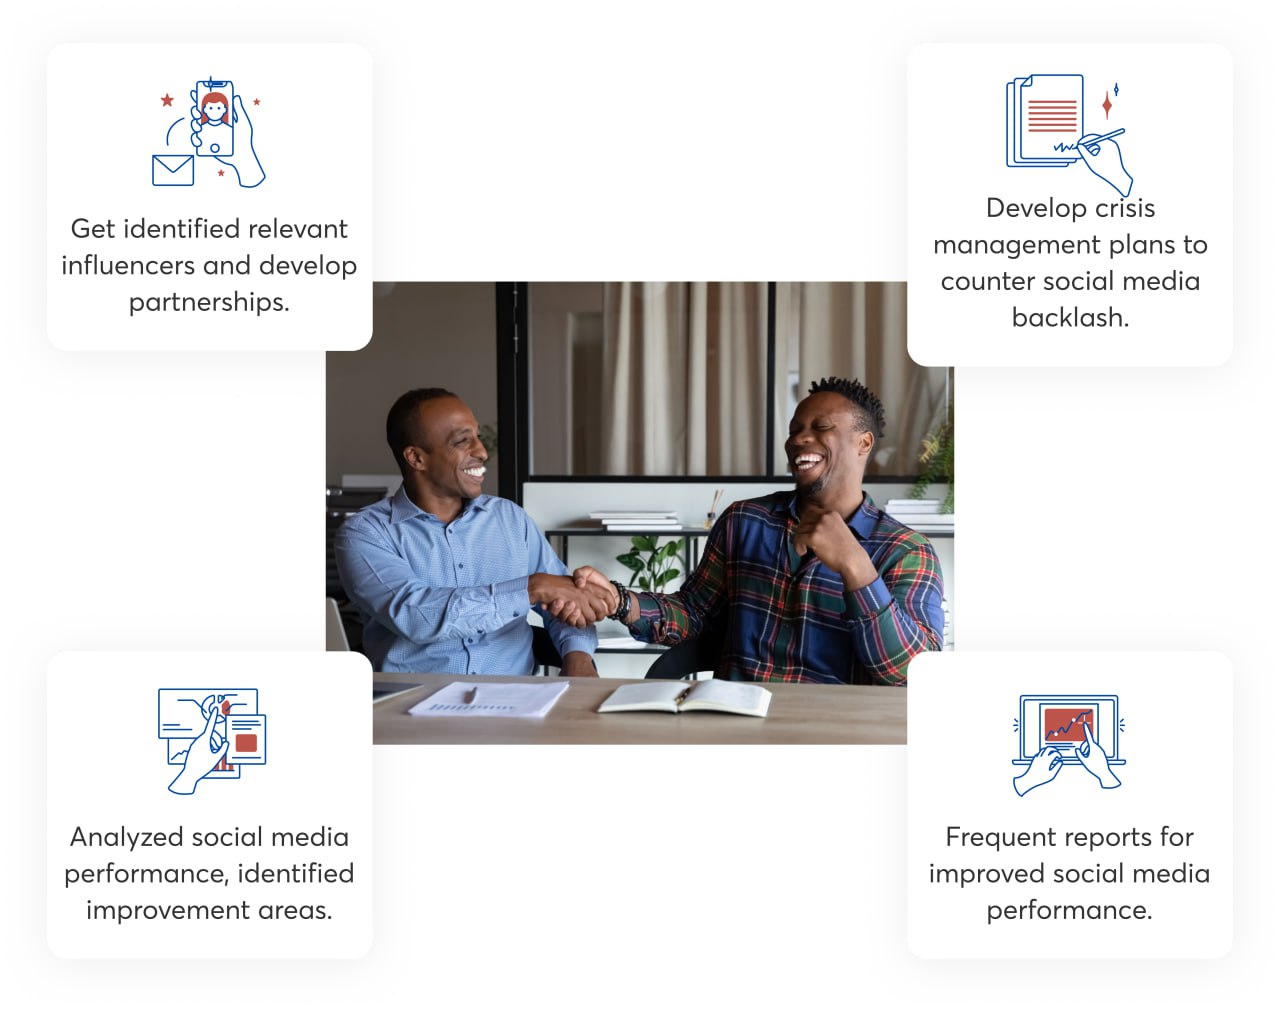 Get identified relevant
influencers and develop
partnerships.
Develop crisis
management plans to
counter social media
backlash.
Analyzed social media
performance, identified
improvement areas.
Frequent reports for
improved social media
performance.